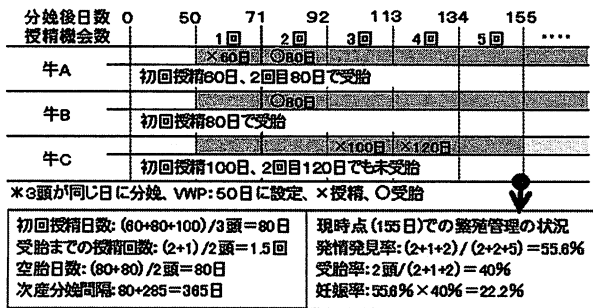 分娩後日数 0 50 71 92 113 134 155
授精機会数 1回 2回 3回 4回 5回 ････
牛A ×60日 ◎80日
初回授精60日、2回目80日で受胎
牛B ◎80日
初回授精80日で受胎
牛C ×100日 ×120日
初回授精100日、2回目120日でも未受胎
*3頭が同じ日に分娩、VWP:50日に設定、×授精、○受胎
初回授精日数:(60+80+100)/3頭=80日
受胎までの授精回数:(2+1)/2頭=1.5回
空胎日数:(80+80)/2頭=80日
次産分娩間隔:80+285=365日
現時点(155日)での繁殖管理の状況
発情発見率:(2+1+2)/(2+2+5)=55.6%
受胎率:2頭/(2+1+2)=40%
妊娠率:55.6%×40%=22.2%